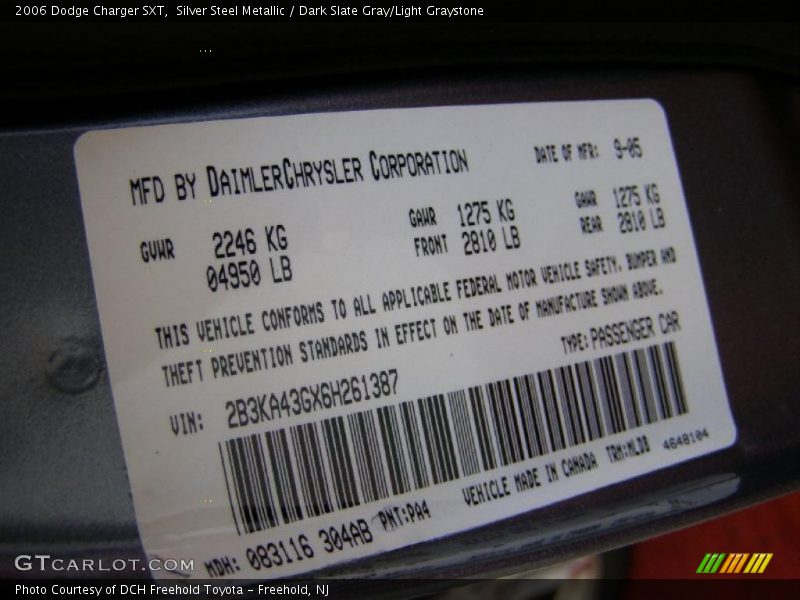 2006 Dodge Charger SXT,  Silver Steel Metallic / Dark Slate Gray/Light Graystone
MFD BY DAIMLERCHRYSLER CORPORATION
DATE OF MFR: 9-05
GVWR 2246 KG
04950 LB
GAWR FRONT 1275 KG
2810 LB
GAWR REAR 1275 KG
2810 LB
THIS VEHICLE CONFORMS TO ALL APPLICABLE FEDERAL MOTOR VEHICLE SAFETY, BUMPER AND
THEFT PREVENTION STANDARDS IN EFFECT ON THE DATE OF MANUFACTURE SHOWN ABOVE.
VIN: 2B3KA43GX6H261387
TYPE: PASSENGER CAR
MDH: 083116 304AB PNT:PA4
VEHICLE MADE IN CANADA TRM:MLD8
4648104
GTCARLOT.COM
Photo Courtesy of DCH Freehold Toyota - Freehold, NJ